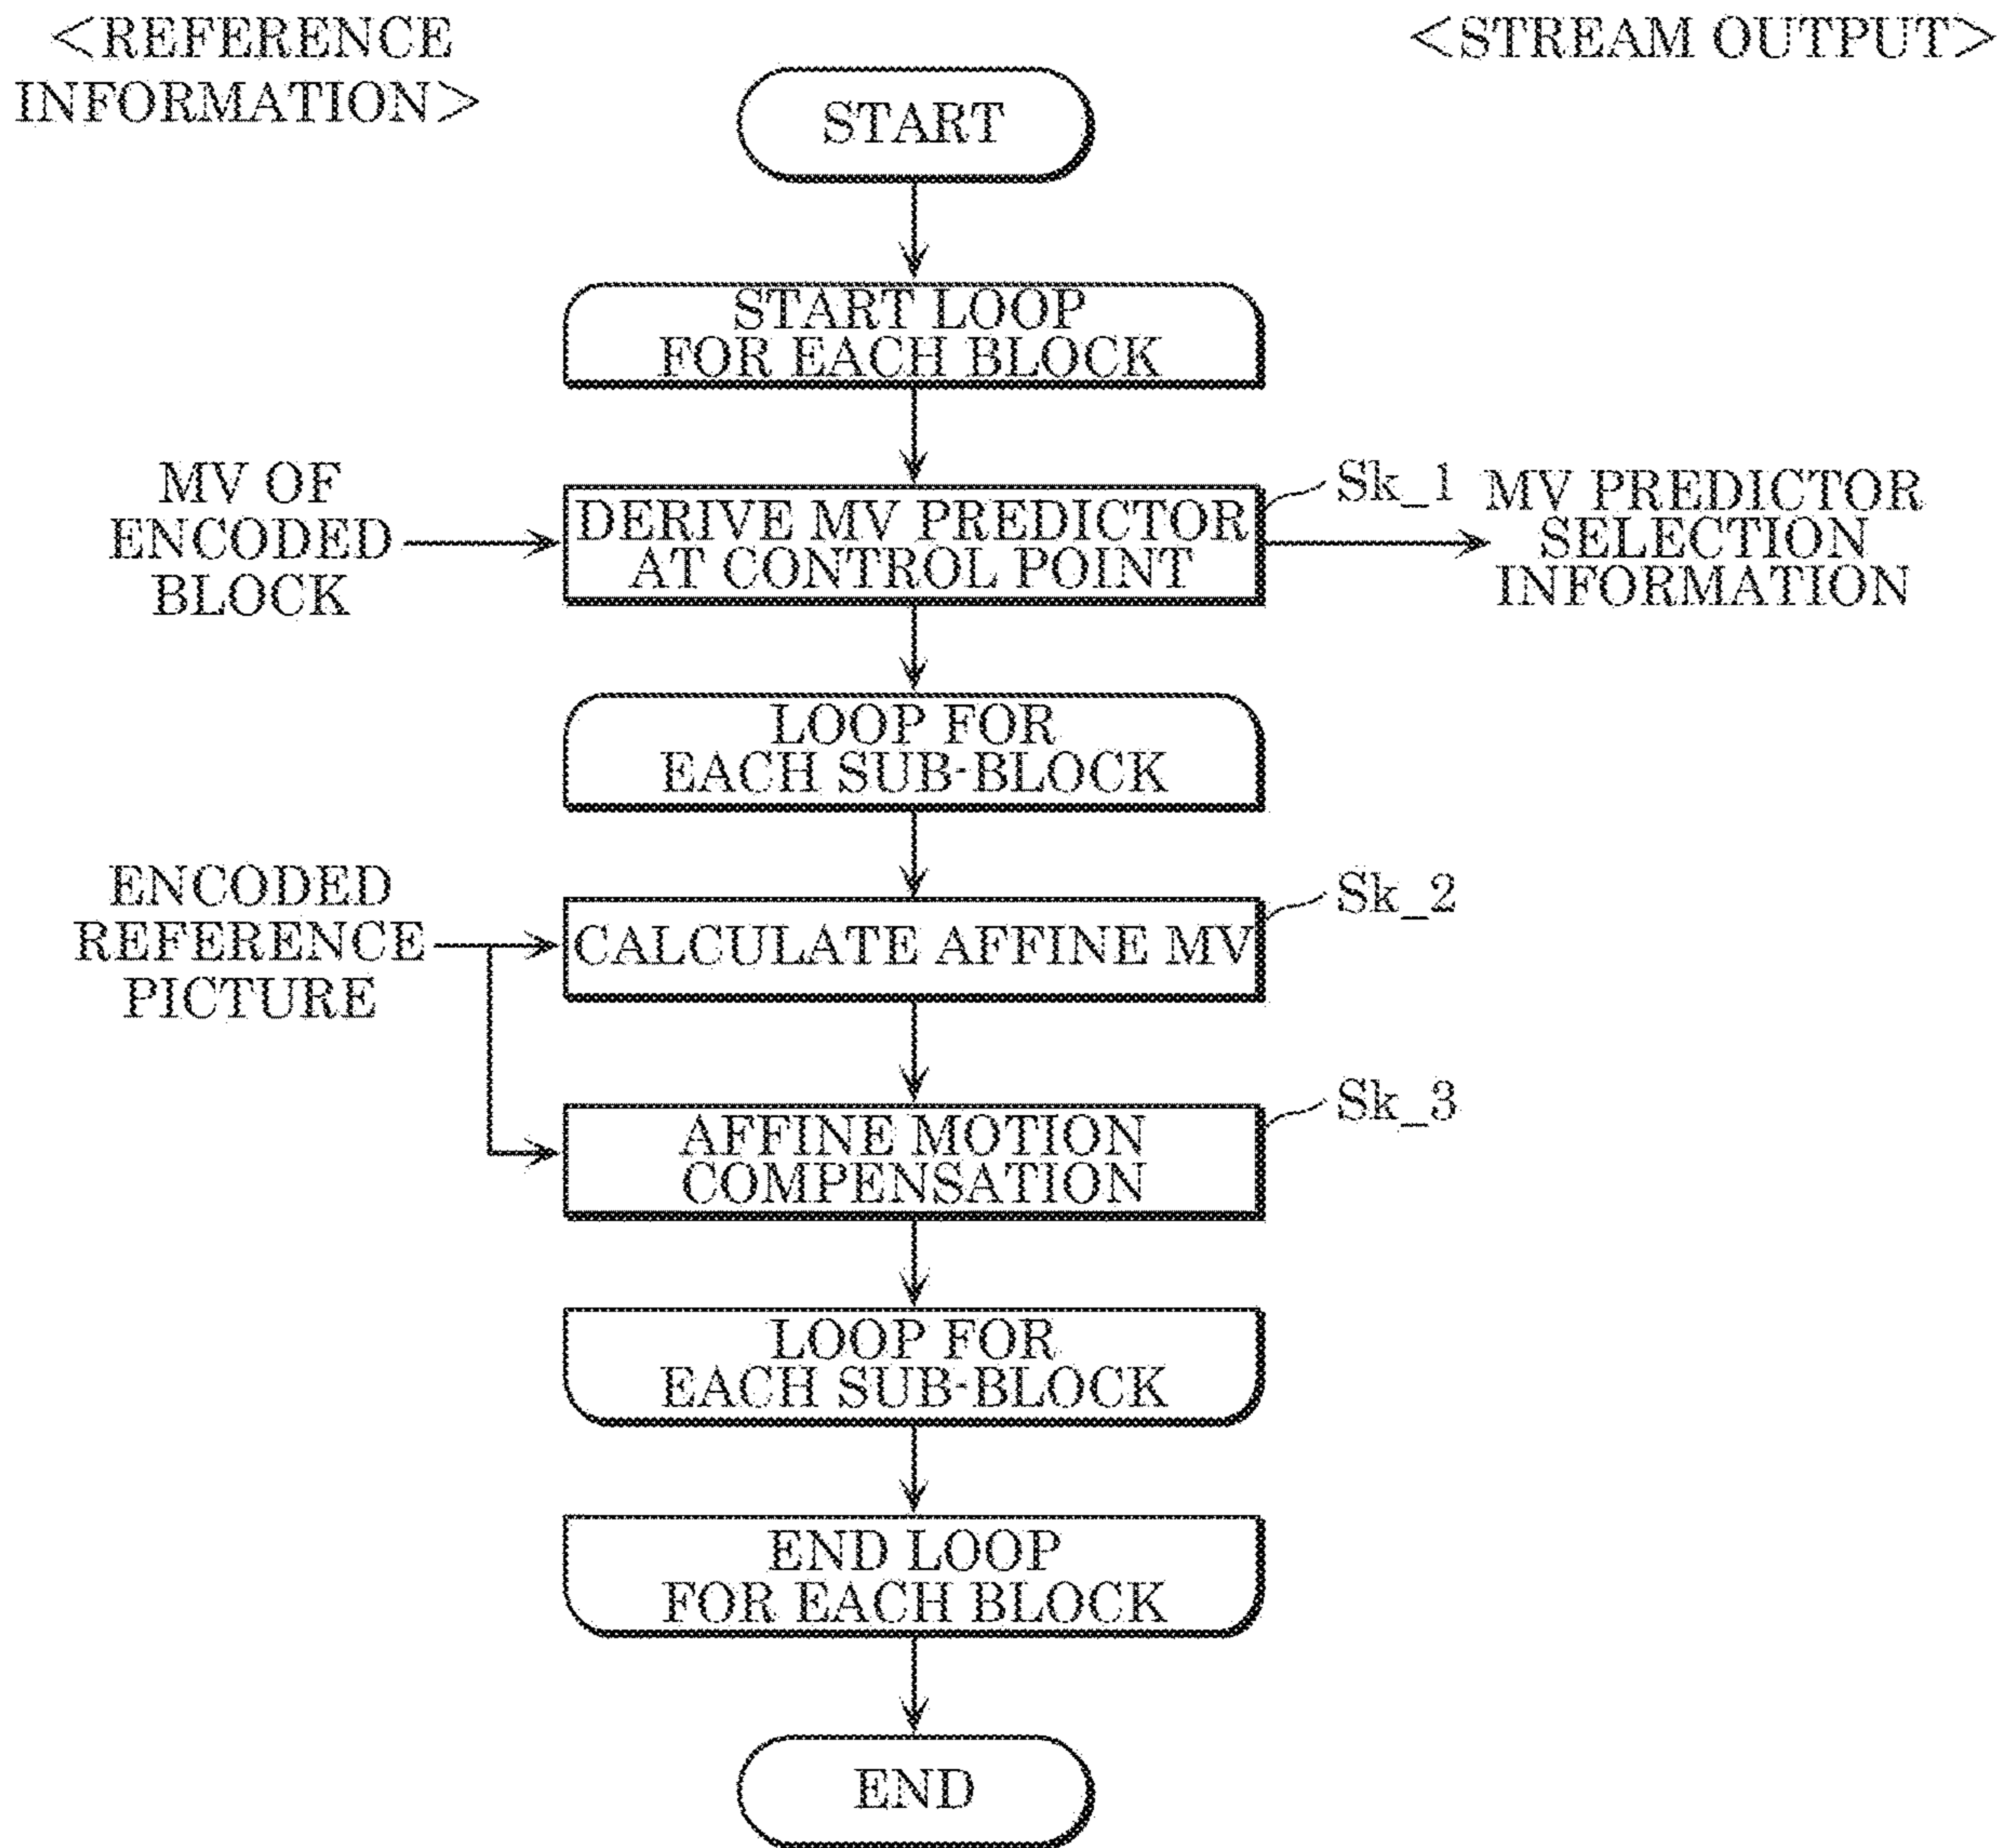 <REFERENCE
INFORMATION>
<STREAM OUTPUT>
START
START LOOP
FOR EACH BLOCK
MV OF
ENCODED
BLOCK
DERIVE MV PREDICTOR
AT CONTROL POINT
Sk_1
MV PREDICTOR
SELECTION
INFORMATION
LOOP FOR
EACH SUB-BLOCK
ENCODED
REFERENCE
PICTURE
CALCULATE AFFINE MV
Sk_2
AFFINE MOTION
COMPENSATION
Sk_3
LOOP FOR
EACH SUB-BLOCK
END LOOP
FOR EACH BLOCK
END